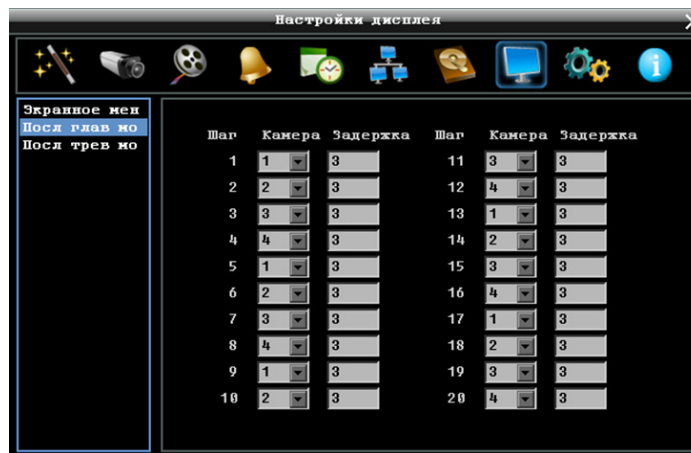 Настройки дисплея
Экранное мен
Посл глав мо
Посл трев мо
Шаг Камера Задержка Шаг Камера Задержка
1 1 3 11 3 3
2 2 3 12 4 3
3 3 3 13 1 3
4 4 3 14 2 3
5 1 3 15 3 3
6 2 3 16 4 3
7 3 3 17 1 3
8 4 3 18 2 3
9 1 3 19 3 3
10 2 3 20 4 3